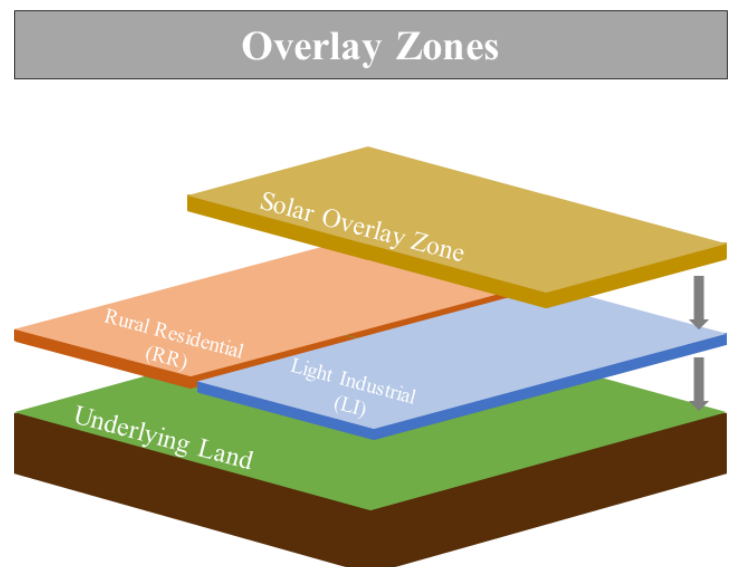 Overlay Zones
Solar Overlay Zone
Rural Residential
(RR)
Light Industrial
(LI)
Underlying Land